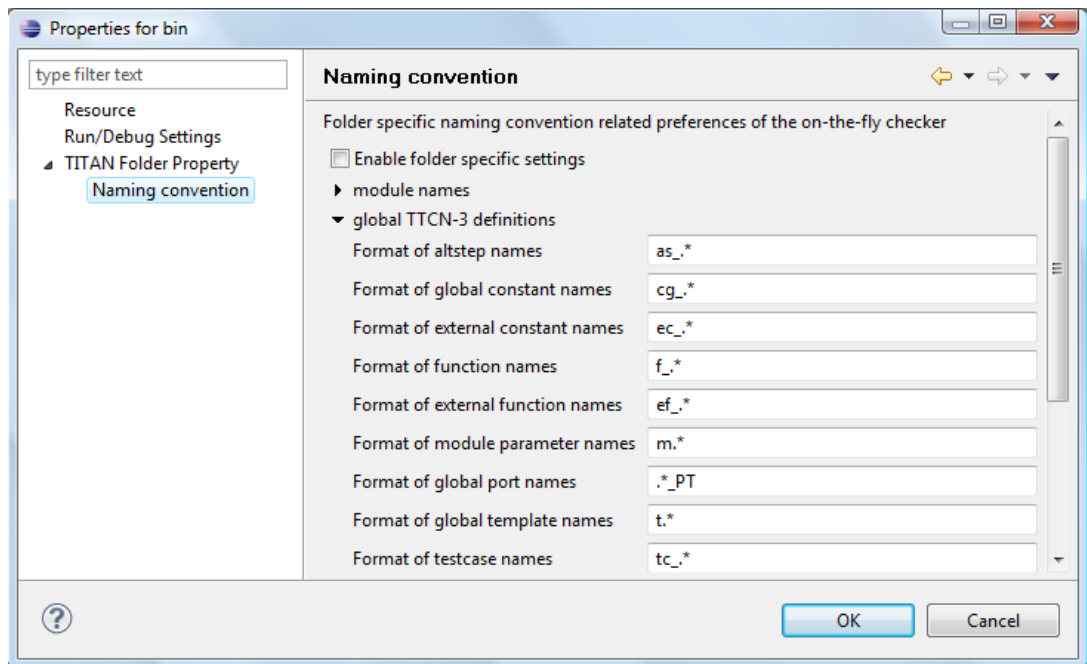 Properties for bin
type filter text
Resource
Run/Debug Settings
TITAN Folder Property
Naming convention
Naming convention
Folder specific naming convention related preferences of the on-the-fly checker
Enable folder specific settings
module names
global TTCN-3 definitions
Format of altstep names as_.*
Format of global constant names cg_.*
Format of external constant names ec_.*
Format of function names f_.*
Format of external function names ef_.*
Format of module parameter names m.*
Format of global port names .*_PT
Format of global template names t.*
Format of testcase names tc_.*
? OK Cancel